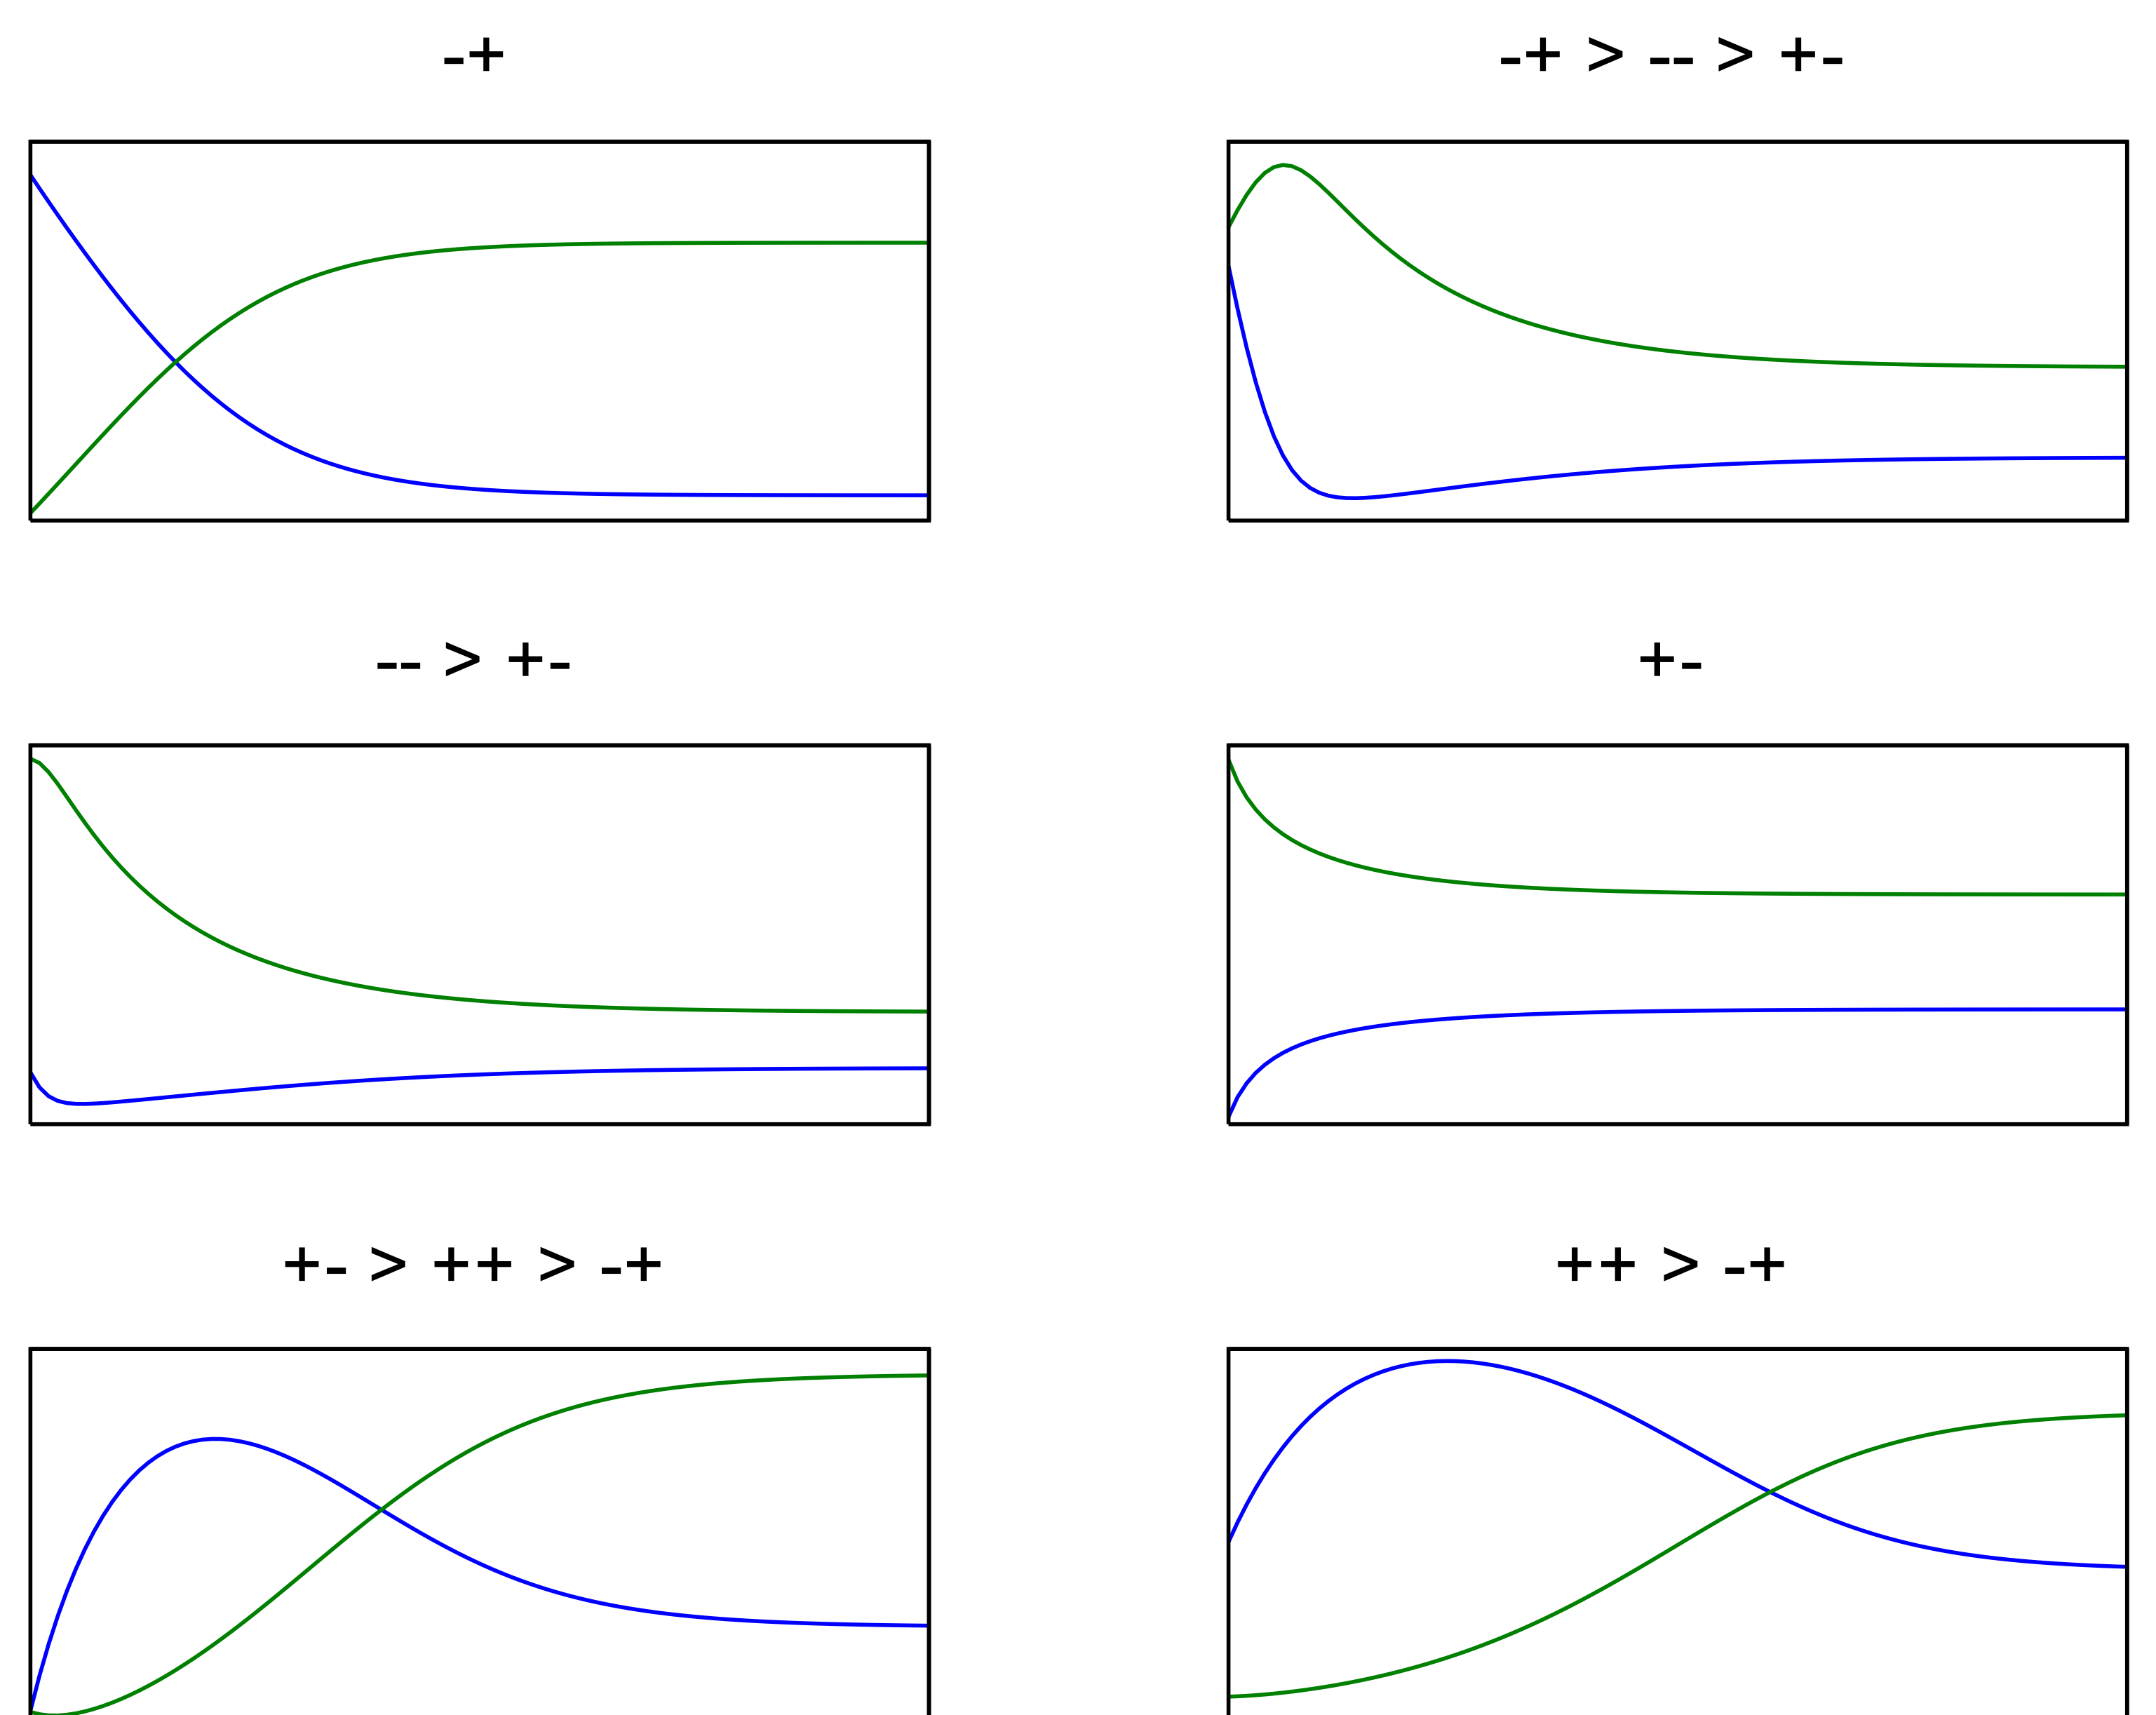 -+
-+ > -- > +-
-- > +-
+-
+- > ++ > -+
++ > -+